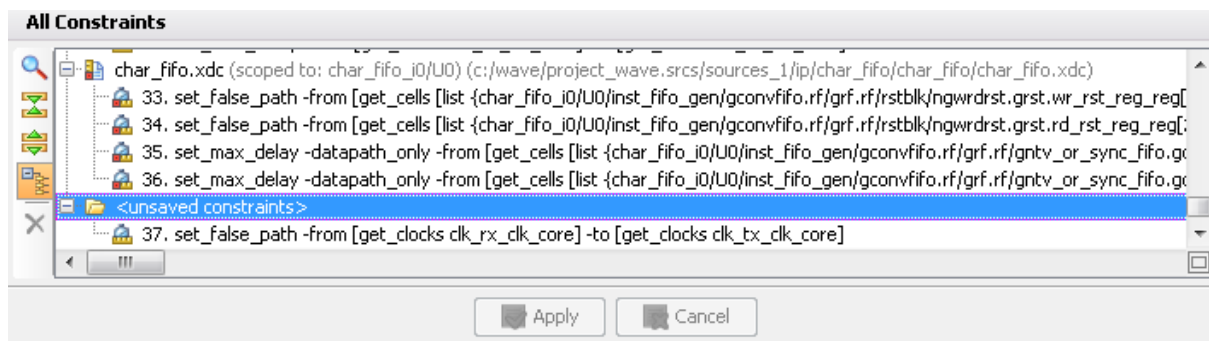 All Constraints
char_fifo.xdc (scoped to: char_fifo_i0/U0) (c:/wave/project_wave.srcs/sources_1/ip/char_fifo/char_fifo/char_fifo.xdc)
33. set_false_path -from [get_cells [list {char_fifo_i0/U0/inst_fifo_gen/gconvfifo.rf/grf.rf/rstblk/ngwrdrst.grst.wr_rst_reg_reg[
34. set_false_path -from [get_cells [list {char_fifo_i0/U0/inst_fifo_gen/gconvfifo.rf/grf.rf/rstblk/ngwrdrst.grst.rd_rst_reg_reg[
35. set_max_delay -datapath_only -from [get_cells [list {char_fifo_i0/U0/inst_fifo_gen/gconvfifo.rf/grf.rf/gntv_or_sync_fifo.gc
36. set_max_delay -datapath_only -from [get_cells [list {char_fifo_i0/U0/inst_fifo_gen/gconvfifo.rf/grf.rf/gntv_or_sync_fifo.gc
<unsaved constraints>
37. set_false_path -from [get_clocks clk_rx_clk_core] -to [get_clocks clk_tx_clk_core]
Apply Cancel